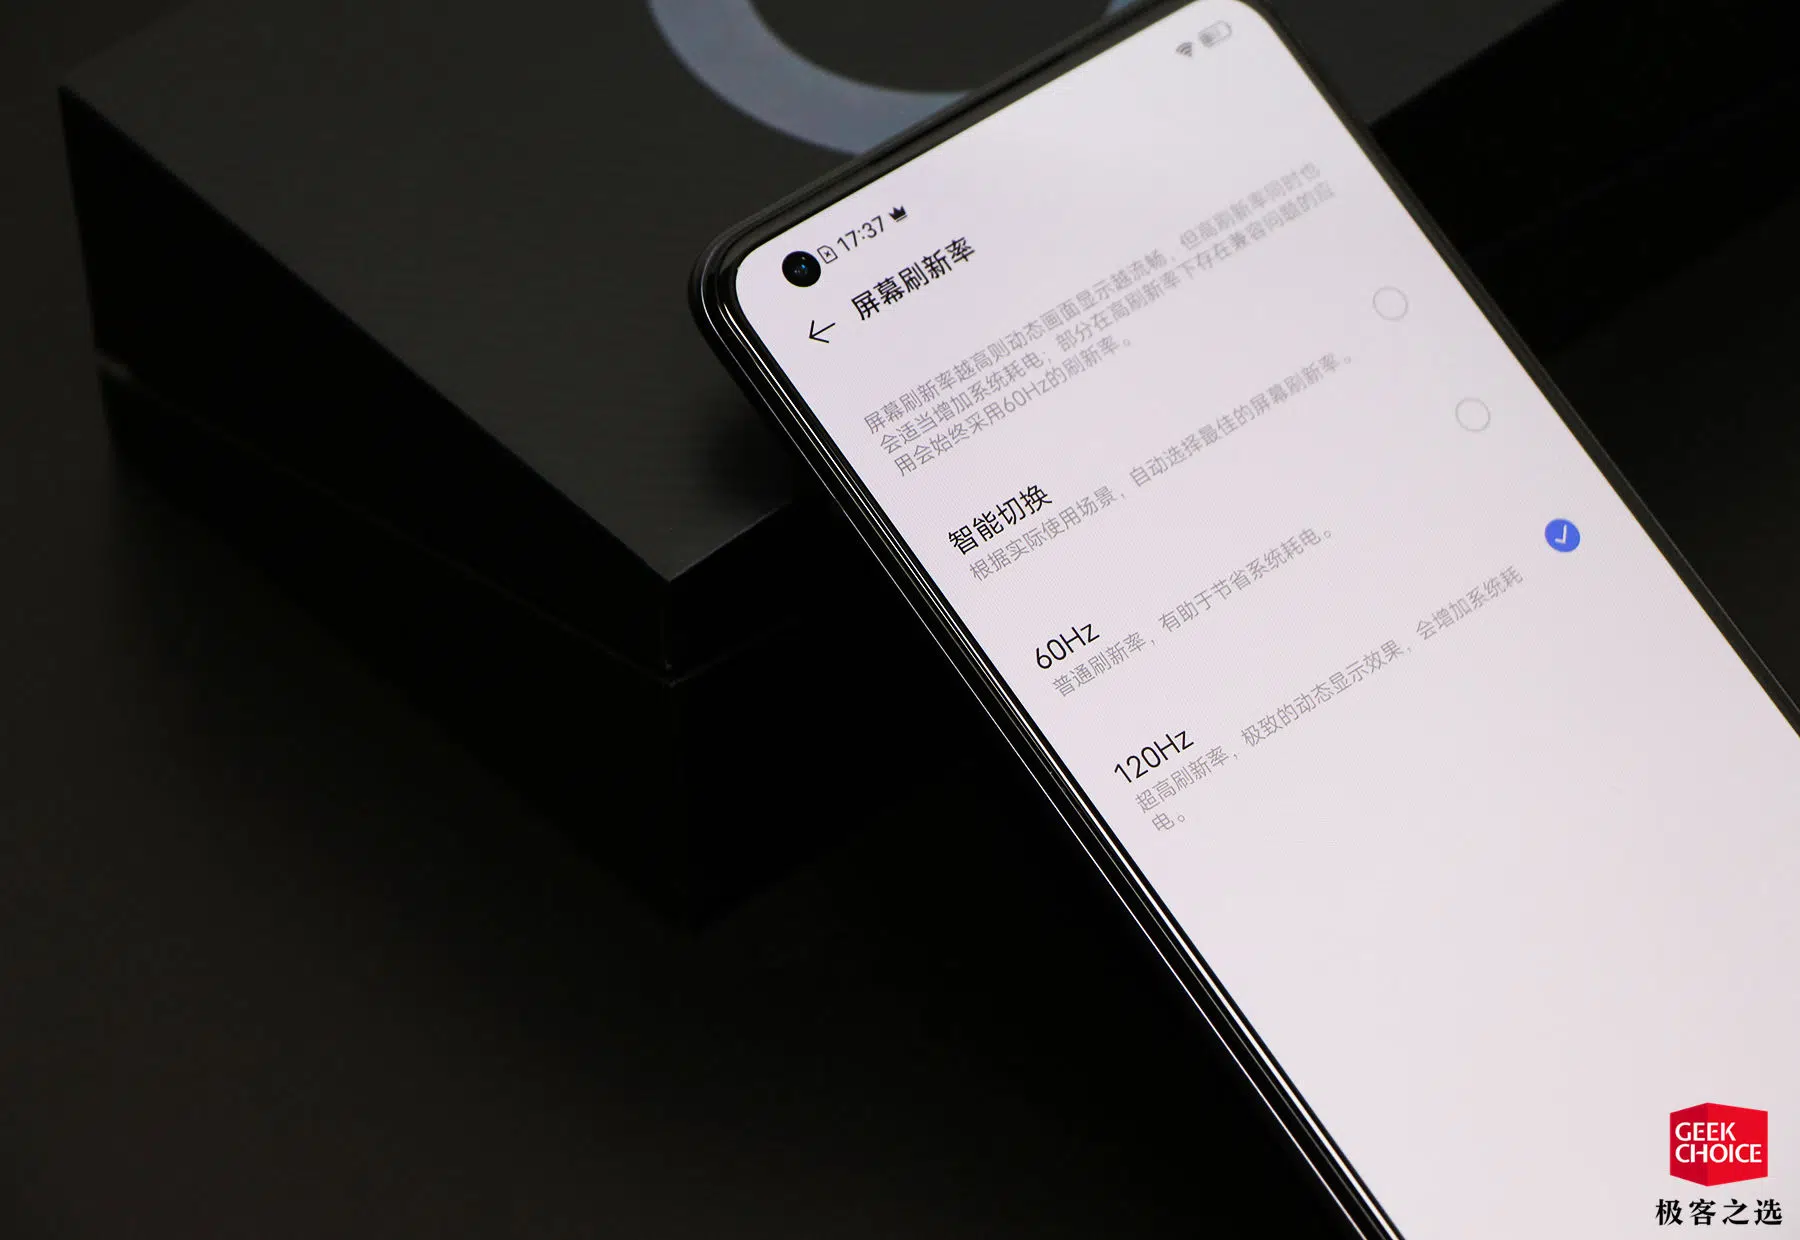 17:37
屏幕刷新率
屏幕刷新率越高则动态画面显示越流畅，但高刷新率同时也
会适当增加系统耗电；部分在高刷新率下存在兼容问题的应
用会始终采用60Hz的刷新率。
智能切换
根据实际使用场景，自动选择最佳的屏幕刷新率。
60Hz
普通刷新率，有助于节省系统耗电。
120Hz
超高刷新率，极致的动态显示效果，会增加系统耗
电。
GEEK
CHOICE
极客之选